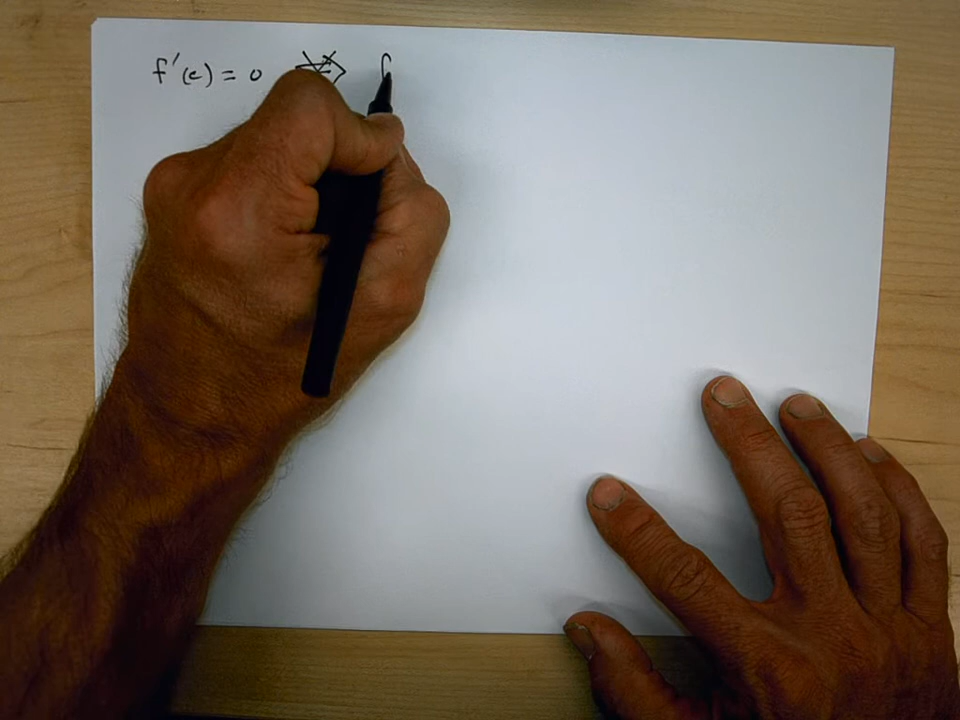 f'(c) = 0 ⇏ f